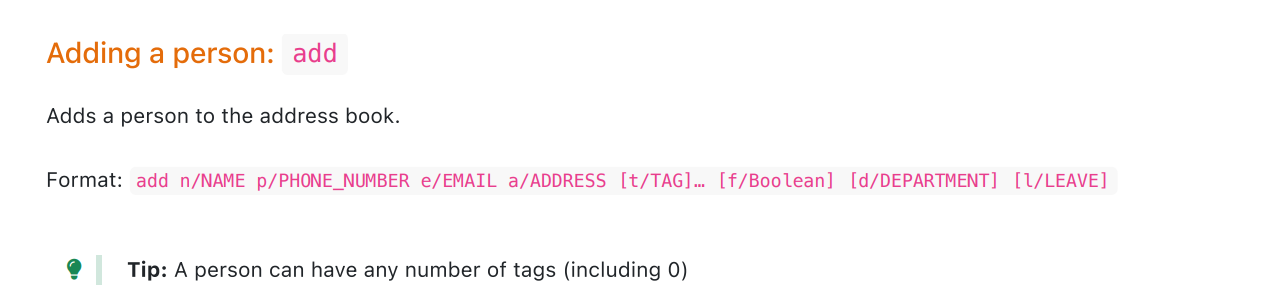 Adding a person: add
Adds a person to the address book.
Format: add n/NAME p/PHONE_NUMBER e/EMAIL a/ADDRESS [t/TAG]… [f/Boolean] [d/DEPARTMENT] [l/LEAVE]
Tip: A person can have any number of tags (including 0)